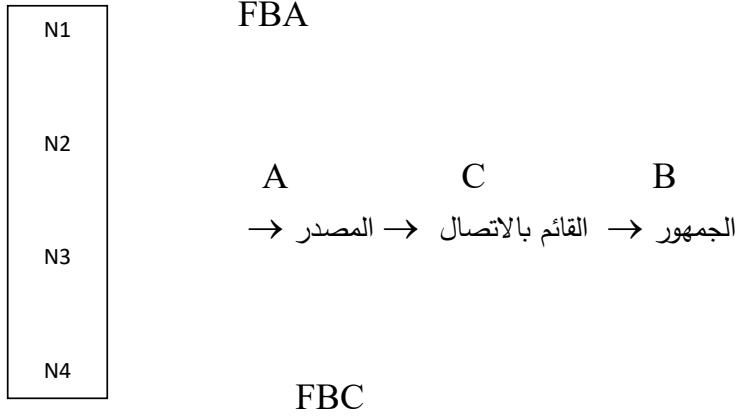 FBA
N1
N2
A C B
→ المصدر → القائم بالاتصال → الجمهور
N3
N4
FBC